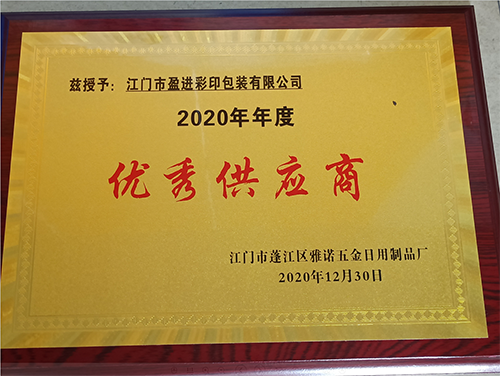 兹授予：江门市盈进彩印包装有限公司
2020年年度
优秀供应商
江门市蓬江区雅诺五金日用制品厂
2020年12月30日